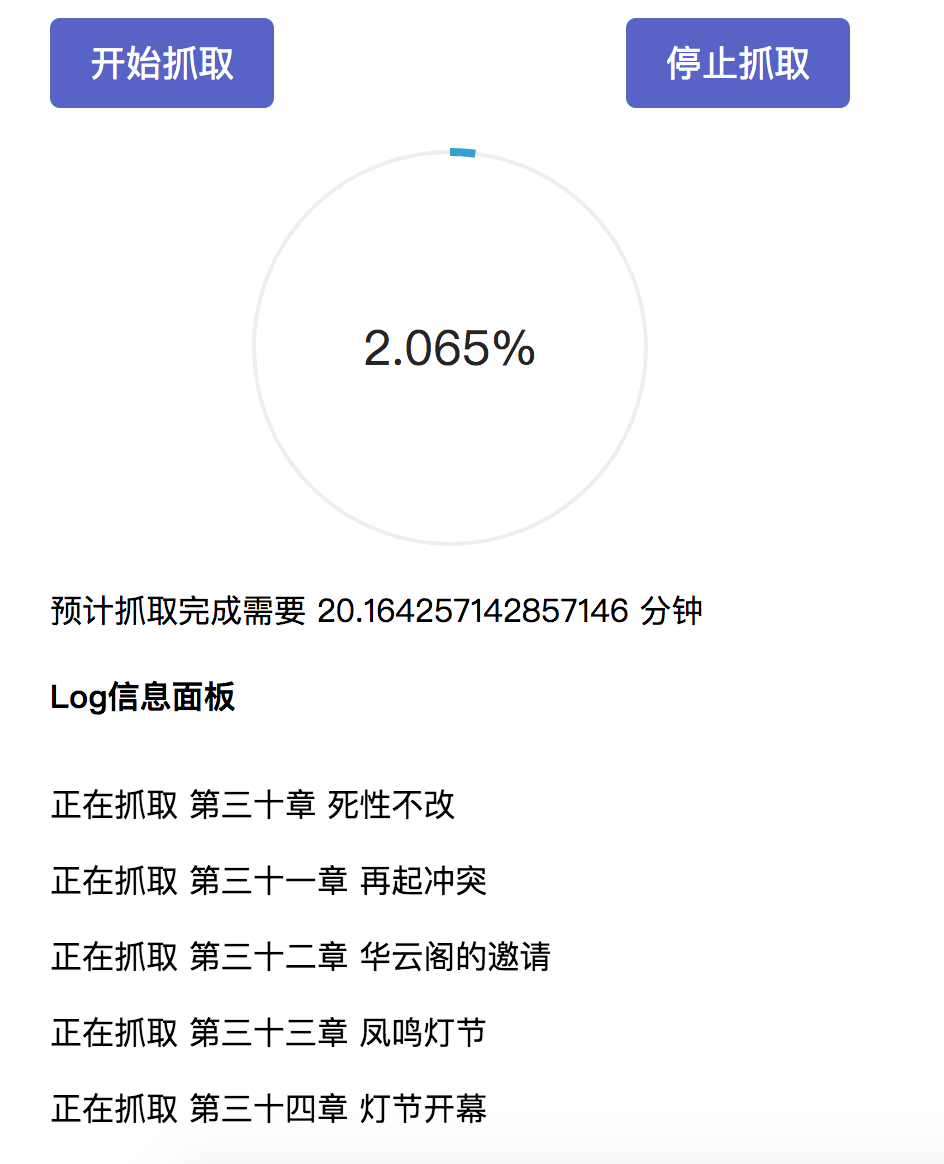 开始抓取
停止抓取
2.065%
预计抓取完成需要 20.164257142857146 分钟
Log信息面板
正在抓取 第三十章 死性不改
正在抓取 第三十一章 再起冲突
正在抓取 第三十二章 华云阁的邀请
正在抓取 第三十三章 凤鸣灯节
正在抓取 第三十四章 灯节开幕